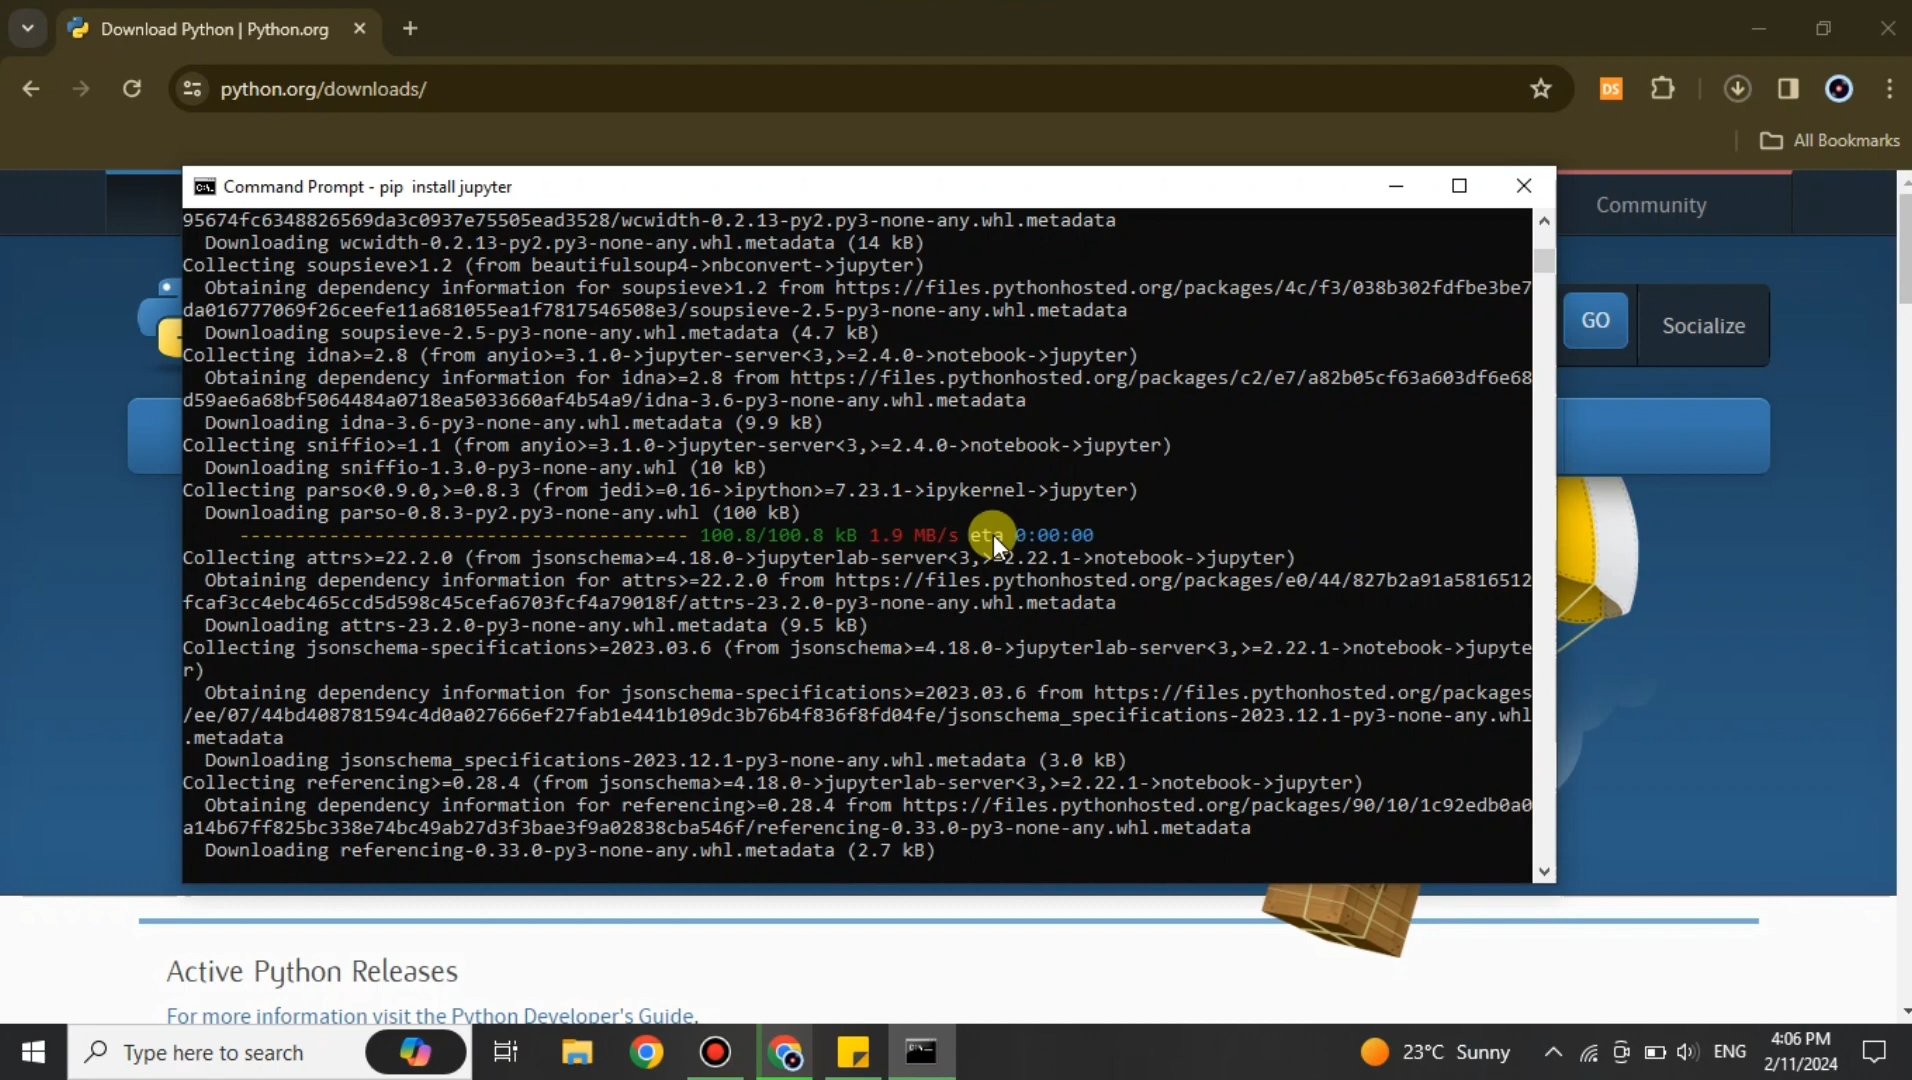 Download Python | Python.org
python.org/downloads/
DS
All Bookmarks
Command Prompt - pip  install jupyter
Community
GO
Socialize
95674fc6348826569da3c0937e75505ead3528/wcwidth-0.2.13-py2.py3-none-any.whl.metadata
Downloading wcwidth-0.2.13-py2.py3-none-any.whl.metadata (14 kB)
Collecting soupsieve>1.2 (from beautifulsoup4->nbconvert->jupyter)
Obtaining dependency information for soupsieve>1.2 from https://files.pythonhosted.org/packages/4c/f3/038b302fdfbe3be7
da016777069f26ceefe11a681055ea1f7817546508e3/soupsieve-2.5-py3-none-any.whl.metadata
Downloading soupsieve-2.5-py3-none-any.whl.metadata (4.7 kB)
Collecting idna>=2.8 (from anyio>=3.1.0->jupyter-server<3,>=2.4.0->notebook->jupyter)
Obtaining dependency information for idna>=2.8 from https://files.pythonhosted.org/packages/c2/e7/a82b05cf63a603df6e68
d59ae6a68bf5064484a0718ea5033660af4b54a9/idna-3.6-py3-none-any.whl.metadata
Downloading idna-3.6-py3-none-any.whl.metadata (9.9 kB)
Collecting sniffio>=1.1 (from anyio>=3.1.0->jupyter-server<3,>=2.4.0->notebook->jupyter)
Downloading sniffio-1.3.0-py3-none-any.whl (10 kB)
Collecting parso<0.9.0,>=0.8.3 (from jedi>=0.16->ipython>=7.23.1->ipykernel->jupyter)
Downloading parso-0.8.3-py2.py3-none-any.whl (100 kB)
---------------------------------------- 100.8/100.8 kB 1.9 MB/s eta 0:00:00
Collecting attrs>=22.2.0 (from jsonschema>=4.18.0->jupyterlab-server<3,>=2.22.1->notebook->jupyter)
Obtaining dependency information for attrs>=22.2.0 from https://files.pythonhosted.org/packages/e0/44/827b2a91a5816512
fcaf3cc4ebc465ccd5d598c45cefa6703fcf4a79018f/attrs-23.2.0-py3-none-any.whl.metadata
Downloading attrs-23.2.0-py3-none-any.whl.metadata (9.5 kB)
Collecting jsonschema-specifications>=2023.03.6 (from jsonschema>=4.18.0->jupyterlab-server<3,>=2.22.1->notebook->jupyte
r)
Obtaining dependency information for jsonschema-specifications>=2023.03.6 from https://files.pythonhosted.org/packages
/ee/07/44bd408781594c4d0a027666ef27fab1e441b109dc3b76b4f836f8fd04fe/jsonschema_specifications-2023.12.1-py3-none-any.whl
.metadata
Downloading jsonschema_specifications-2023.12.1-py3-none-any.whl.metadata (3.0 kB)
Collecting referencing>=0.28.4 (from jsonschema>=4.18.0->jupyterlab-server<3,>=2.22.1->notebook->jupyter)
Obtaining dependency information for referencing>=0.28.4 from https://files.pythonhosted.org/packages/90/10/1c92edb0a0
a14b67ff825bc338e74bc49ab27d3f3bae3f9a02838cba546f/referencing-0.33.0-py3-none-any.whl.metadata
Downloading referencing-0.33.0-py3-none-any.whl.metadata (2.7 kB)
Active Python Releases
For more information visit the Python Developer's Guide.
Type here to search
23°C Sunny
ENG
4:06 PM
2/11/2024